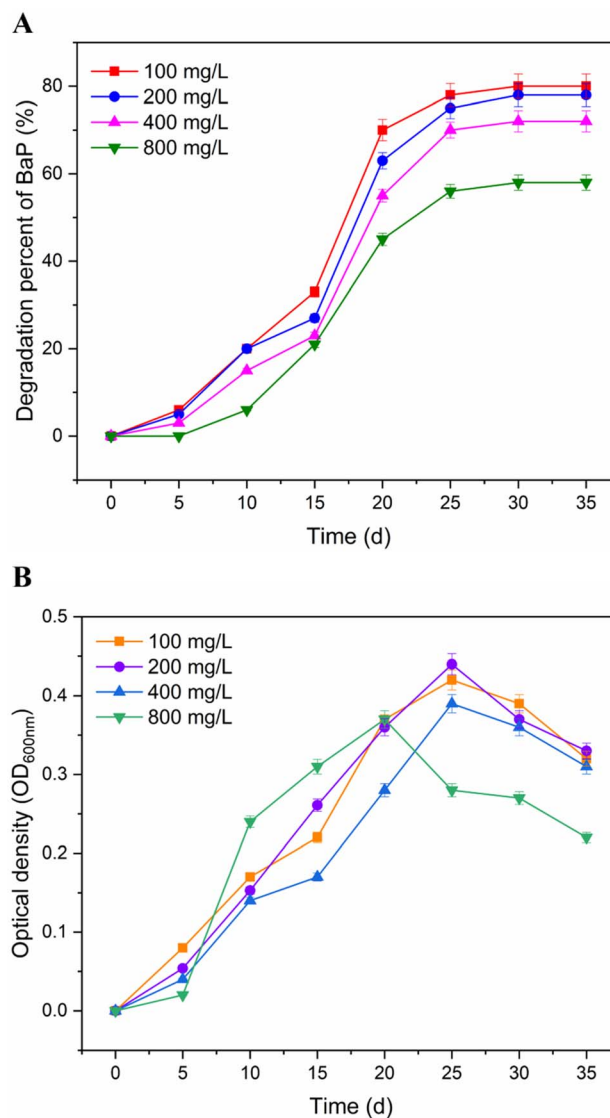 A
100 mg/L
200 mg/L
400 mg/L
800 mg/L
Degradation percent of BaP (%)
80
60
40
20
0
0 5 10 15 20 25 30 35
Time (d)
B
100 mg/L
200 mg/L
400 mg/L
800 mg/L
Optical density (OD600nm)
0.5
0.4
0.3
0.2
0.1
0.0
0 5 10 15 20 25 30 35
Time (d)